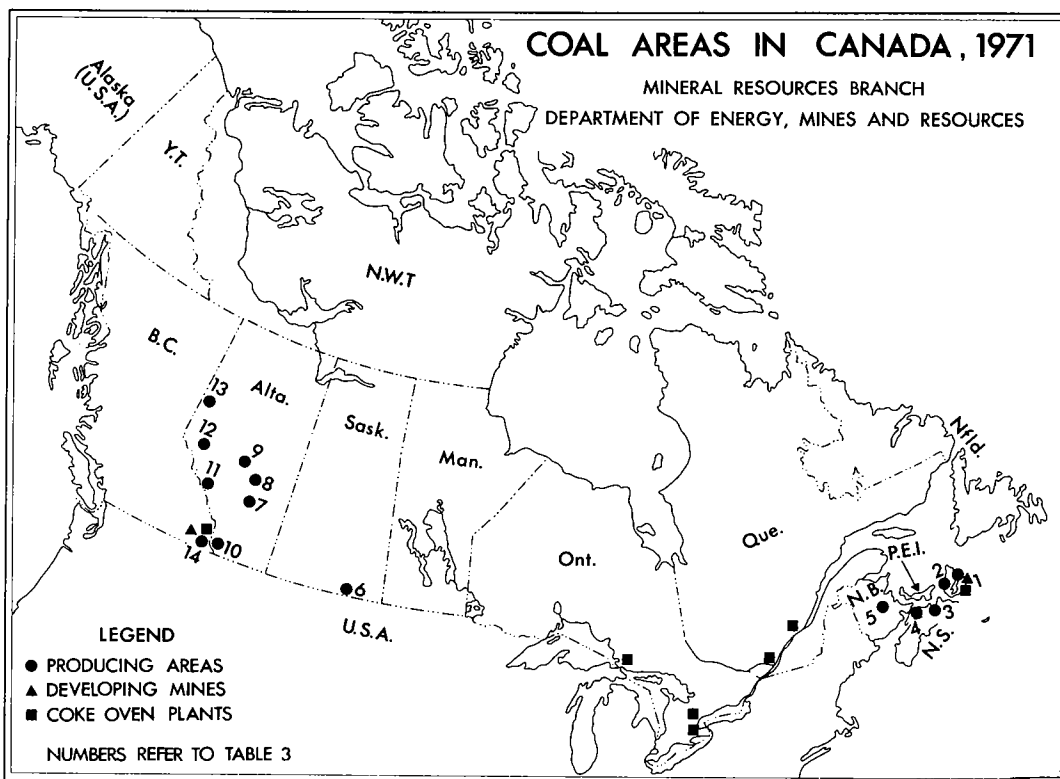 COAL AREAS IN CANADA, 1971
MINERAL RESOURCES BRANCH
DEPARTMENT OF ENERGY, MINES AND RESOURCES
Alaska
(U.S.A.)
Y.T.
N.W.T
B.C.
Alta.
Sask.
Man.
Ont.
Que.
Nfld.
P.E.I.
N.B.
N.S.
U.S.A.
13
12
11
9
8
7
14
10
6
5
4
3
2
1
LEGEND
● PRODUCING AREAS
▲ DEVELOPING MINES
■ COKE OVEN PLANTS
NUMBERS REFER TO TABLE 3